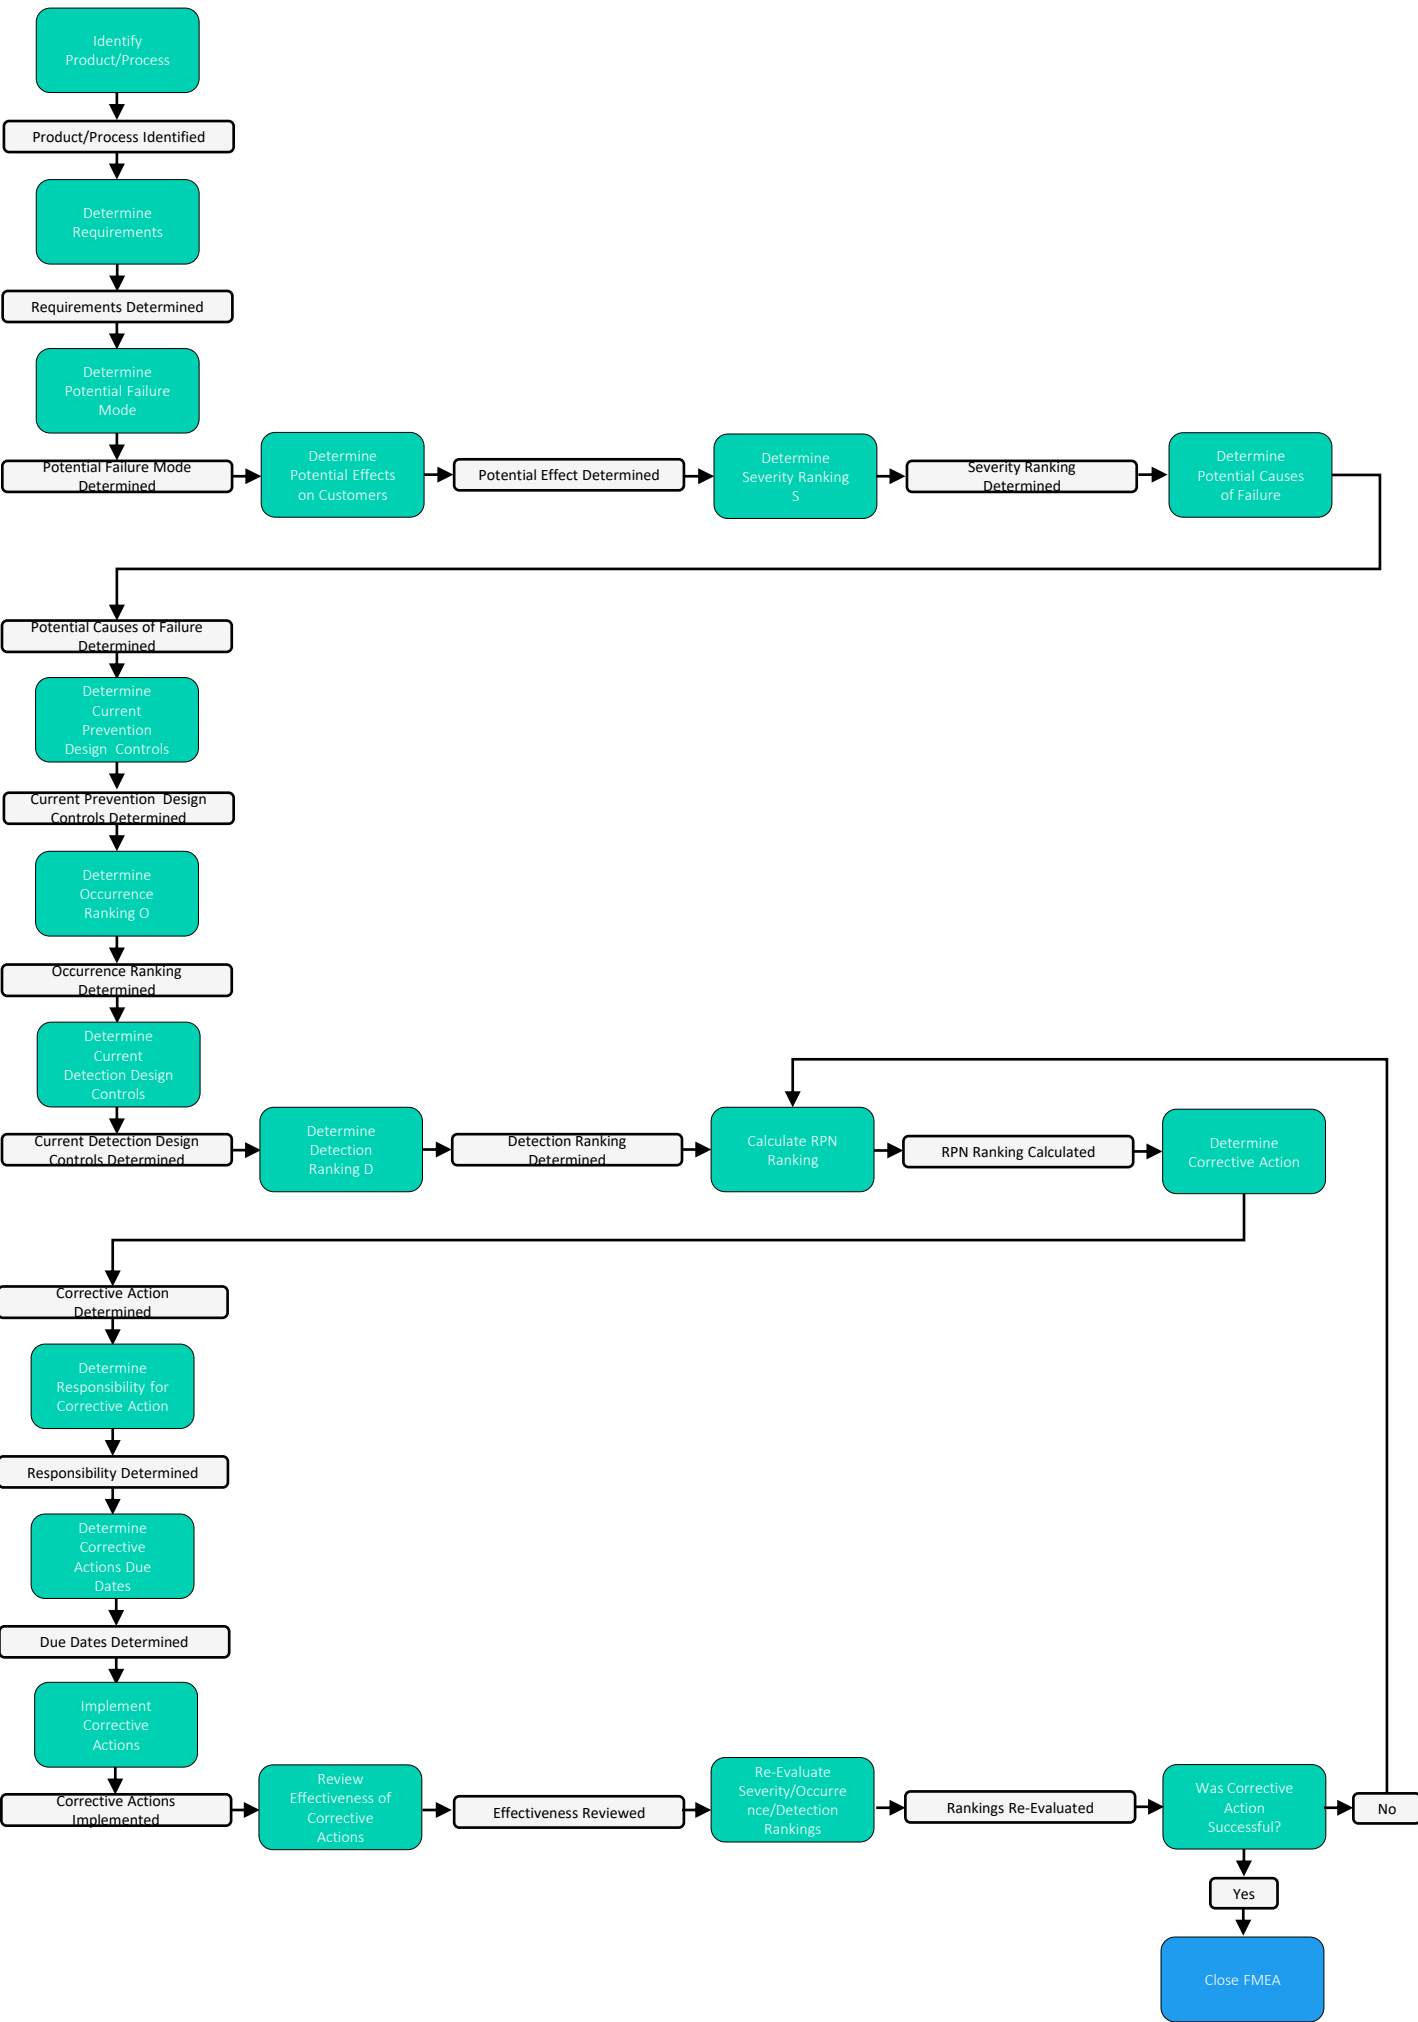 Identify
Product/Process
Product/Process Identified
Determine
Requirements
Requirements Determined
Determine
Potential Failure
Mode
Potential Failure Mode
Determined
Determine
Potential Effects
on Customers
Potential Effect Determined
Determine
Severity Ranking
S
Severity Ranking
Determined
Determine
Potential Causes
of Failure
Potential Causes of Failure
Determined
Determine
Current
Prevention
Design  Controls
Current Prevention  Design
Controls Determined
Determine
Occurrence
Ranking O
Occurrence Ranking
Determined
Determine
Current
Detection Design
Controls
Current Detection Design
Controls Determined
Determine
Detection
Ranking D
Detection Ranking
Determined
Calculate RPN
Ranking
RPN Ranking Calculated
Determine
Corrective Action
Corrective Action
Determined
Determine
Responsibility for
Corrective Action
Responsibility Determined
Determine
Corrective
Actions Due
Dates
Due Dates Determined
Implement
Corrective
Actions
Corrective Actions
Implemented
Review
Effectiveness of
Corrective
Actions
Effectiveness Reviewed
Re-Evaluate
Severity/Occurre
nce/Detection
Rankings
Rankings Re-Evaluated
Was Corrective
Action
Successful?
No
Yes
Close FMEA